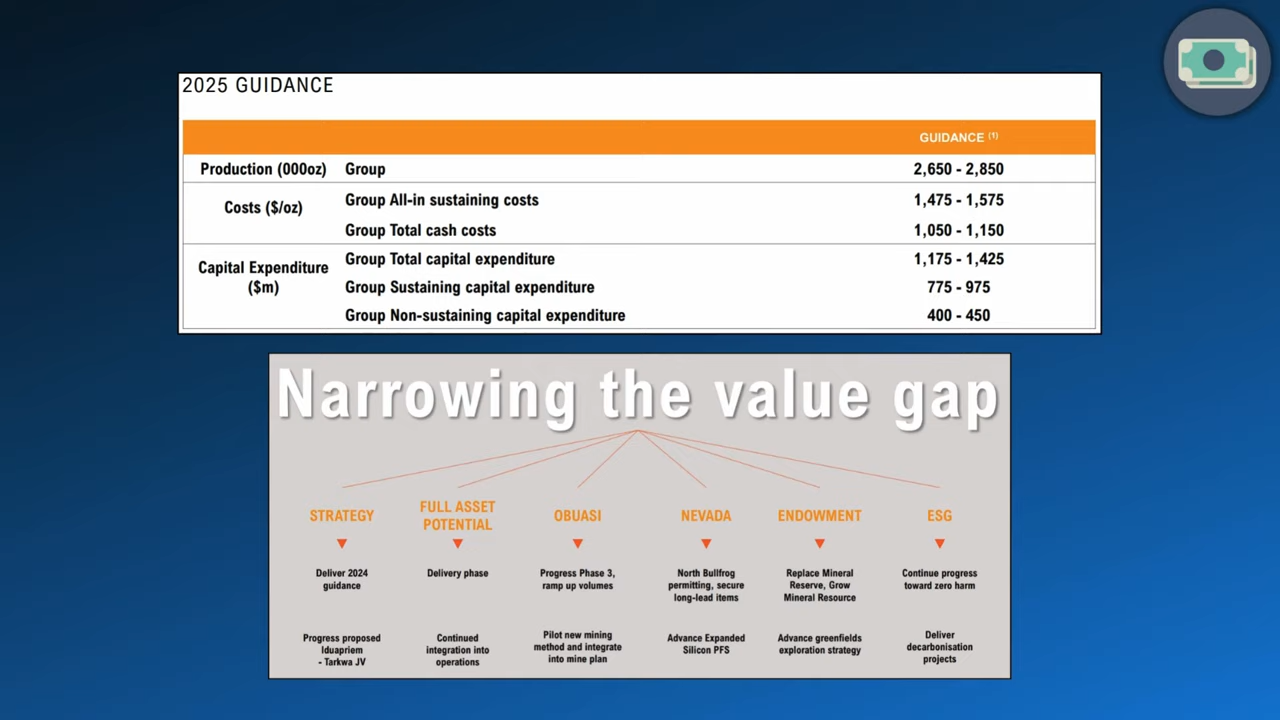 2025 GUIDANCE
GUIDANCE (1)
Production (000oz) Group 2,650 - 2,850
Costs ($/oz)
Group All-in sustaining costs 1,475 - 1,575
Group Total cash costs 1,050 - 1,150
Capital Expenditure
($m)
Group Total capital expenditure 1,175 - 1,425
Group Sustaining capital expenditure 775 - 975
Group Non-sustaining capital expenditure 400 - 450
Narrowing the value gap
STRATEGY
Deliver 2024
guidance
Progress proposed
Iduapriem
- Tarkwa JV
FULL ASSET
POTENTIAL
Delivery phase
Continued
integration into
operations
OBUASI
Progress Phase 3,
ramp up volumes
Pilot new mining
method and integrate
into mine plan
NEVADA
North Bullfrog
permitting, secure
long-lead items
Advance Expanded
Silicon PFS
ENDOWMENT
Replace Mineral
Reserve, Grow
Mineral Resource
Advance greenfields
exploration strategy
ESG
Continue progress
toward zero harm
Deliver
decarbonisation
projects